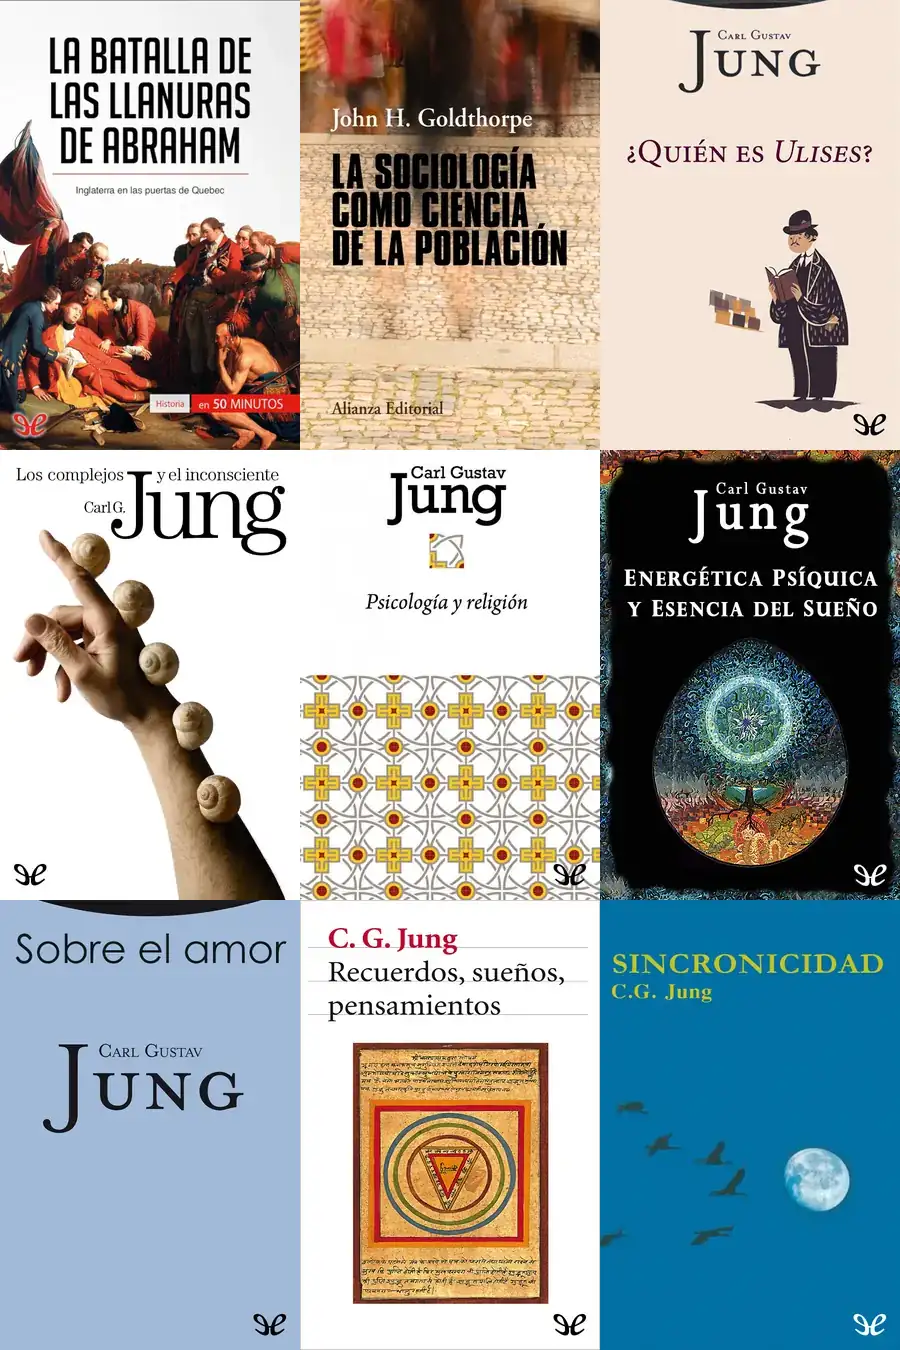 LA BATALLA DE
LAS LLANURAS
DE ABRAHAM
Inglaterra en las puertas de Quebec
Historia en 50 MINUTOS
John H. Goldthorpe
LA SOCIOLOGÍA
COMO CIENCIA
DE LA POBLACIÓN
Alianza Editorial
CARL GUSTAV
JUNG
¿QUIÉN ES ULISES?
Los complejos y el inconsciente
Carl G. Jung
Carl Gustav
Jung
Psicología y religión
Carl Gustav
Jung
ENERGÉTICA PSÍQUICA
Y ESENCIA DEL SUEÑO
Sobre el amor
CARL GUSTAV
JUNG
C. G. Jung
Recuerdos, sueños,
pensamientos
SINCRONICIDAD
C.G. Jung